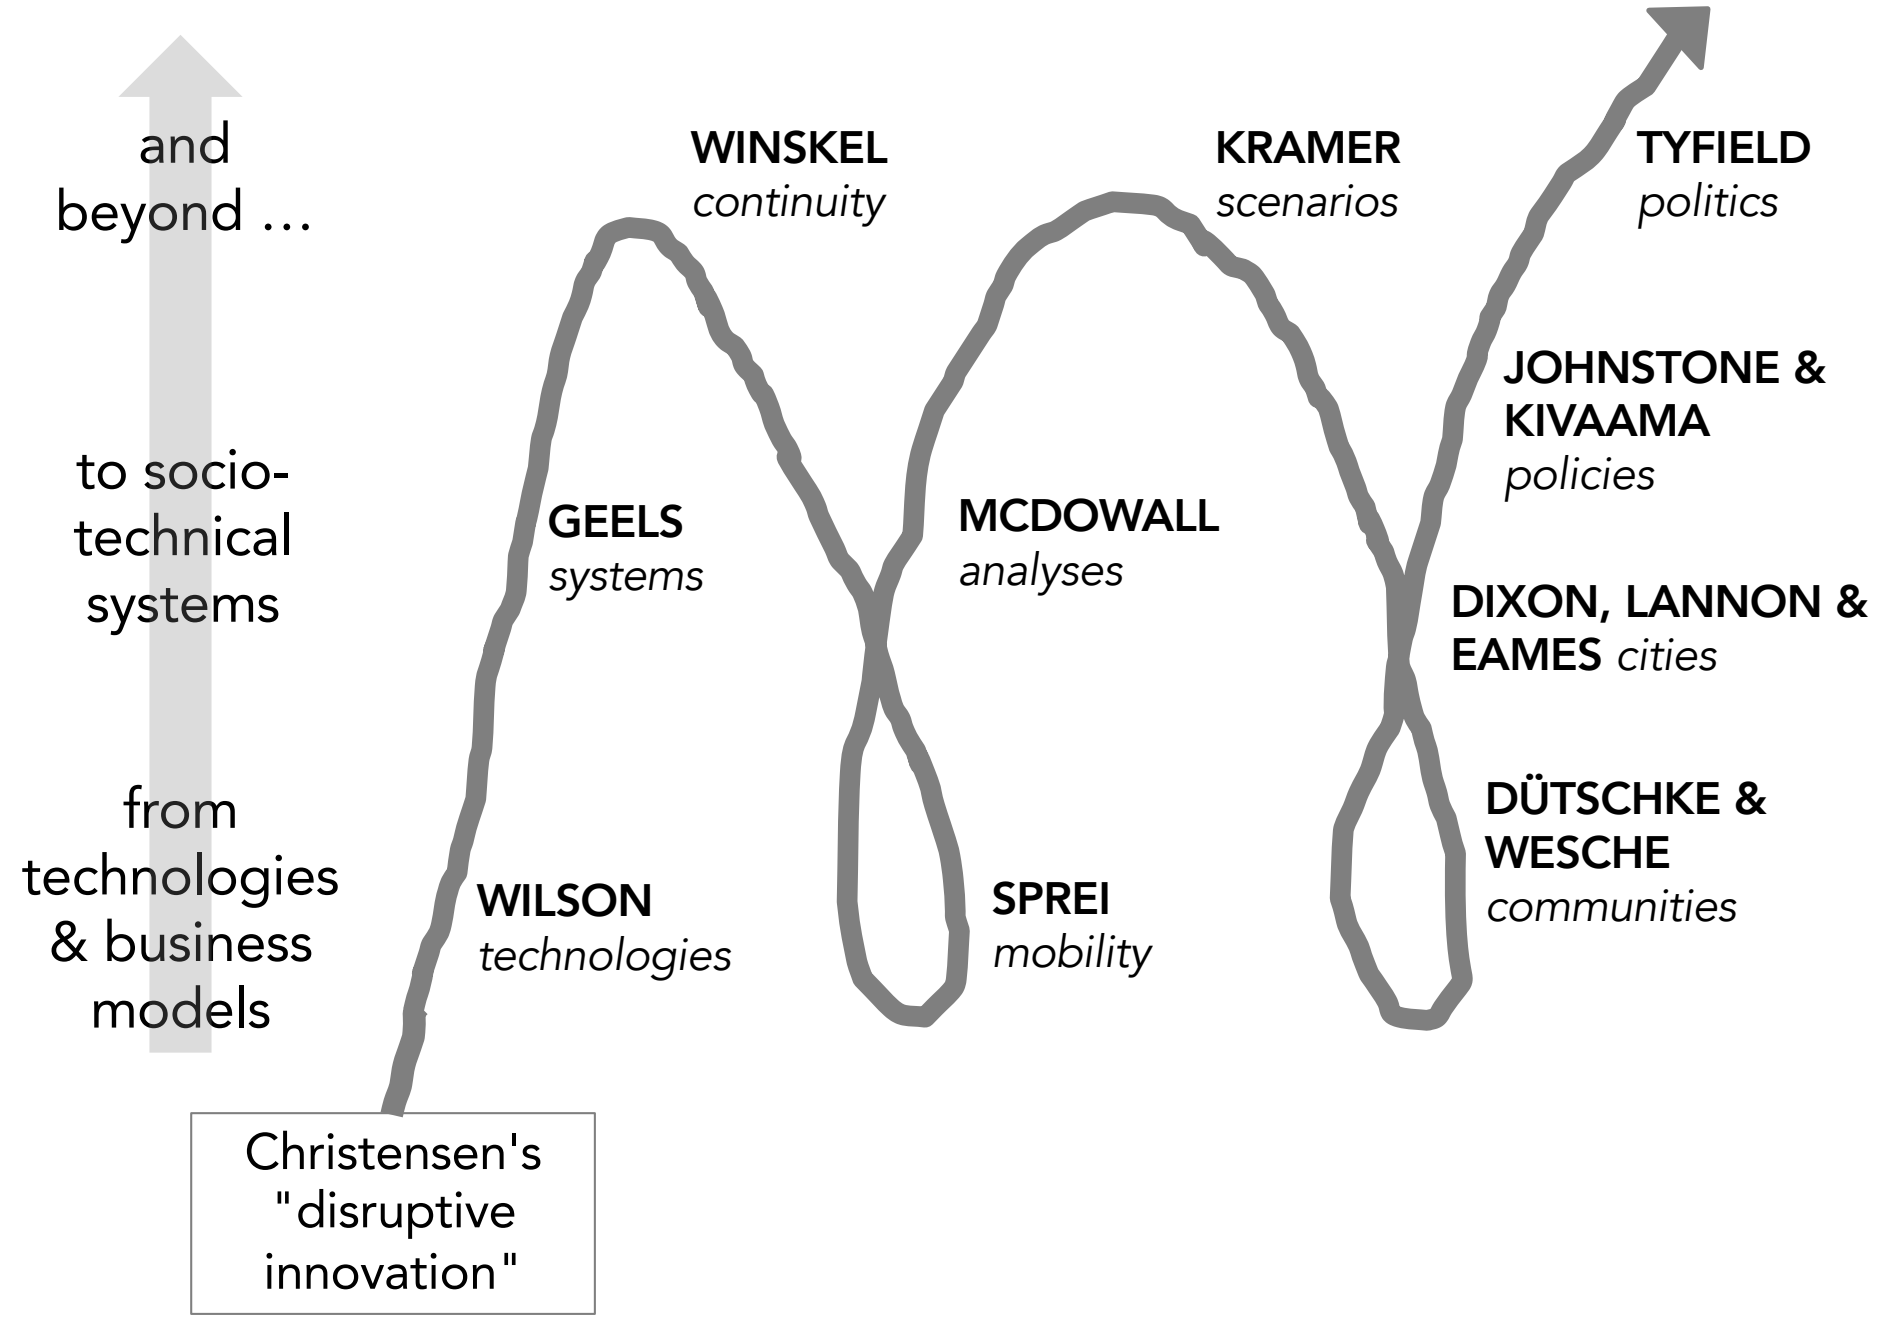 and
beyond …
to socio-
technical
systems
from
technologies
& business
models
Christensen's
"disruptive
innovation"
WILSON
technologies
GEELS
systems
WINSKEL
continuity
SPREI
mobility
MCDOWALL
analyses
KRAMER
scenarios
DÜTSCHKE &
WESCHE
communities
DIXON, LANNON &
EAMES cities
JOHNSTONE &
KIVAAMA
policies
TYFIELD
politics